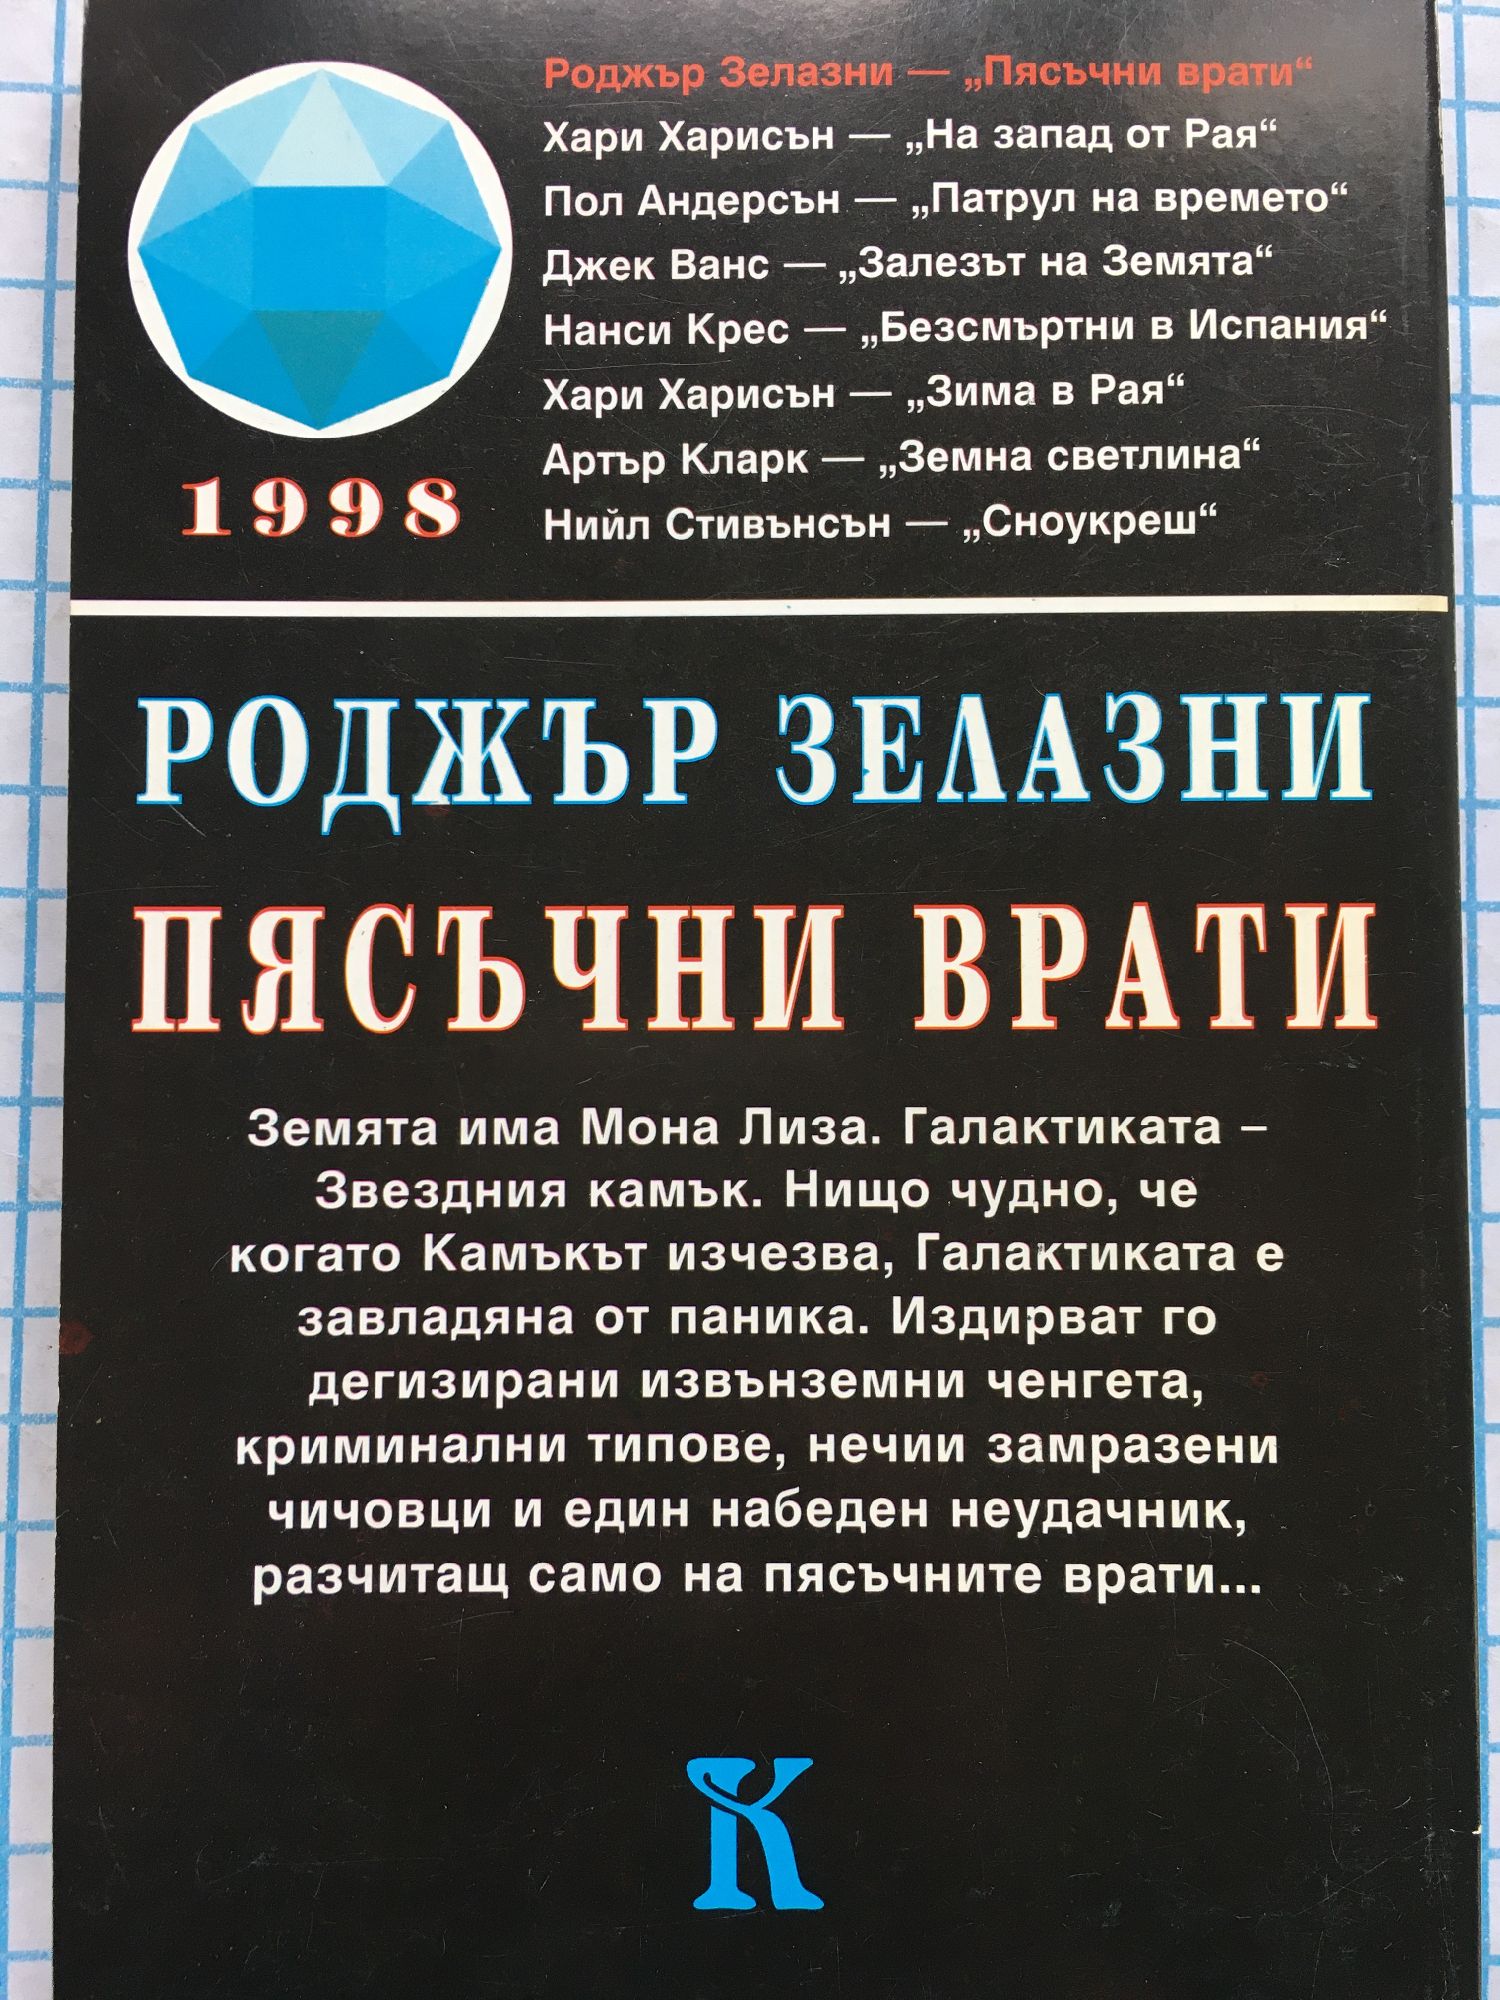 Роджър Зелазни — „Пясъчни врати“
Хари Харисън — „На запад от Рая“
Пол Андерсън — „Патрул на времето“
Джек Ванс — „Залезът на Земята“
Нанси Крес — „Безсмъртни в Испания“
Хари Харисън — „Зима в Рая“
Артър Кларк — „Земна светлина“
Нийл Стивънсън — „Сноукреш“
1998
РОДЖЪР ЗЕЛАЗНИ
ПЯСЪЧНИ ВРАТИ
Земята има Мона Лиза. Галактиката –
Звездния камък. Нищо чудно, че
когато Камъкът изчезва, Галактиката е
завладяна от паника. Издирват го
дегизирани извънземни ченгета,
криминални типове, нечии замразени
чичовци и един набеден неудачник,
разчитащ само на пясъчните врати...
К